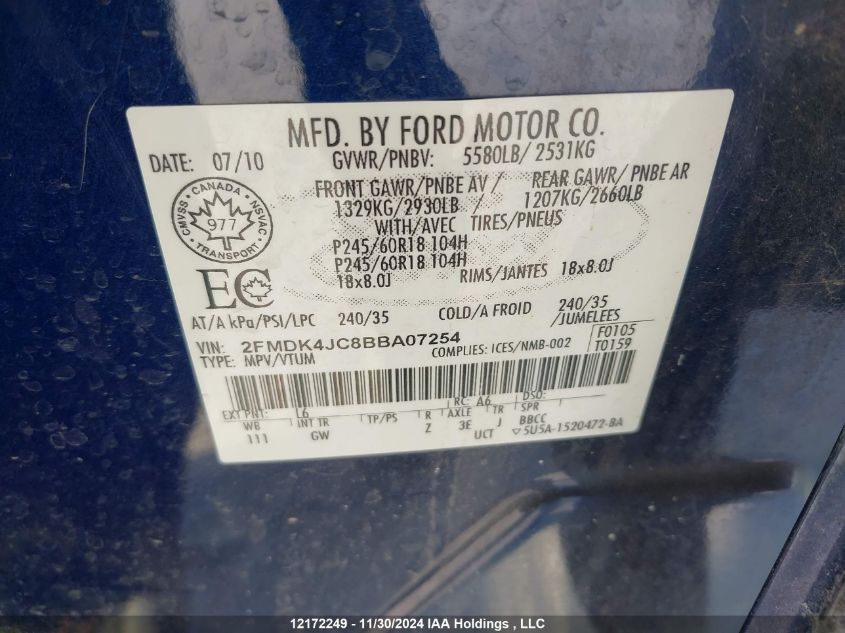 MFD. BY FORD MOTOR CO.
DATE: 07/10 GVWR/PNBV: 5580LB/ 2531KG
FRONT GAWR/PNBE AV / REAR GAWR/ PNBE AR
1329KG/2930LB / 1207KG/2660LB
WITH/AVEC TIRES/PNEUS
P245/60R18 104H
P245/60R18 104H
18x8.0J RIMS/JANTES 18x8.0J
CANADA
CMVSS 977 NSVAC
TRANSPORT
EC
AT/A kPa/PSI/LPC 240/35 COLD/A FROID 240/35
/JUMELEES
VIN: 2FMDK4JC8BBA07254 COMPLIES: ICES/NMB-002 F0105
TYPE: MPV/VTUM T0159
EXT PNT: L6 RC: A6 DSO:
WB INT TR TP/PS R AXLE TR SPR
111 GW Z 3E J BBCC
UCT ▽5U5A-1520472-BA
12172249 - 11/30/2024 IAA Holdings , LLC